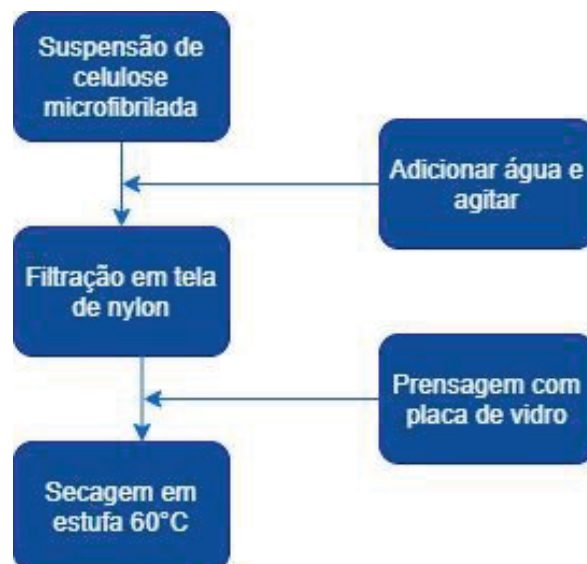 Suspensão de
celulose
microfibrilada
Adicionar água e
agitar
Filtração em tela
de nylon
Prensagem com
placa de vidro
Secagem em
estufa 60°C